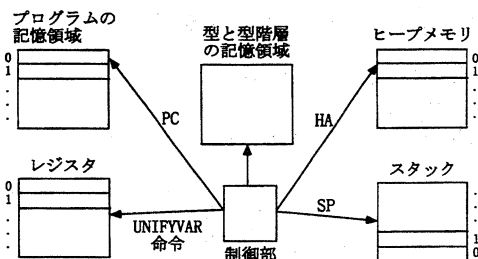 プログラムの
記憶領域
型と型階層
の記憶領域
ヒープメモリ
0
1
.
.
.
0
1
.
.
.
PC
HA
レジスタ
スタック
0
1
.
.
.
.
.
.
1
0
UNIFYVAR
命令
SP
制御部